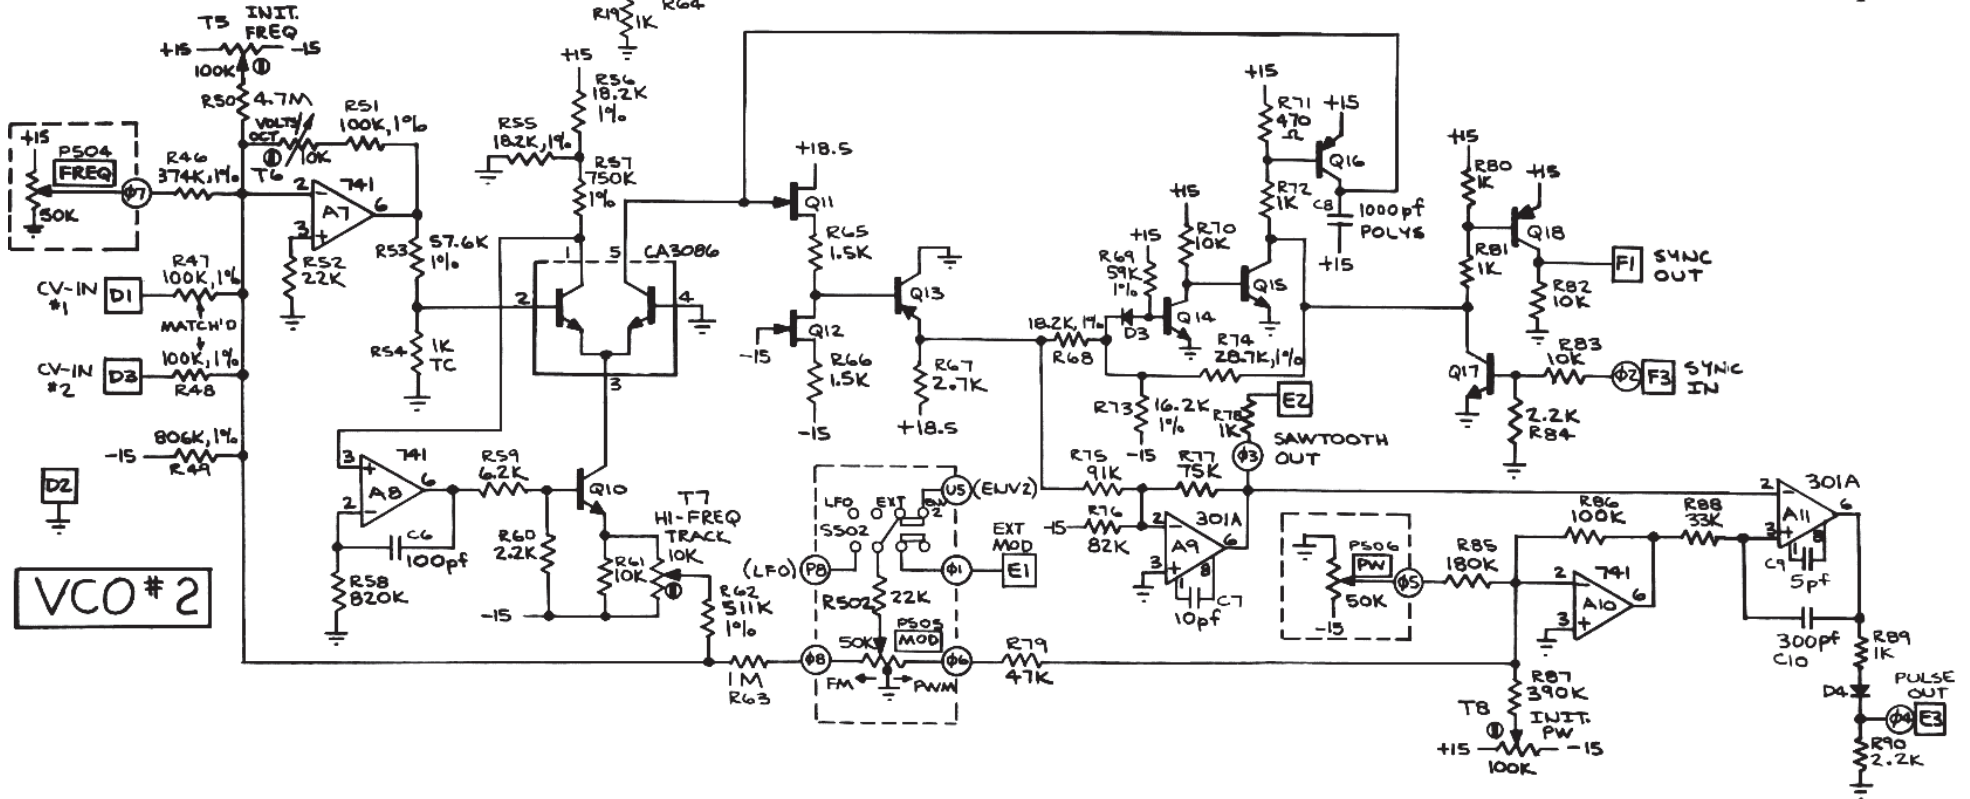 R19
1K
R64
T5
INIT.
FREQ
+15
-15
100K
R50
4.7M
VOLTS/
OCT
10K
T6
R51
100K, 1%
+15
P504
FREQ
50K
Ø7
R46
374K, 1%
2
741
A7
6
3
R52
22K
R53
57.6K
1%
CV-IN
#1
D1
R47
100K, 1%
MATCH'D
CV-IN
#2
D3
100K, 1%
R48
R54
1K
TC
-15
806K, 1%
R49
D2
VCO #2
+15
R56
18.2K
1%
R55
18.2K, 1%
R57
750K
1%
1
5
CA3086
2
4
3
3
741
A8
6
2
C6
100pf
R58
820K
R59
6.2K
Q10
R60
2.2K
R61
10K
T7
HI-FREQ
TRACK
10K
-15
R62
511K
1%
1M
R63
+18.5
Q11
R65
1.5K
Q13
Q12
-15
R66
1.5K
-15
R67
2.7K
+18.5
LFO
EXT
ENV
2
U5
(ENV2)
S502
(LFO)
P8
EXT
MOD
Ø1
E1
R502
22K
50K
P505
MOD
Ø8
Ø6
FM
PWM
R79
47K
18.2K, 1%
R68
+15
R69
59K
1%
D3
+15
R70
10K
Q14
Q15
R74
28.7K, 1%
R73
16.2K
1%
-15
+15
R71
470
Ω
+15
Q16
R72
1K
C8
1000pf
POLYS
+15
R78
1K
E2
Ø3
SAWTOOTH
OUT
R75
91K
R77
75K
-15
R76
82K
2
301A
A9
6
3
1
8
C7
10pf
+15
R80
1K
+15
Q18
R81
1K
F1
SYNC
OUT
R82
10K
Q17
R83
10K
Ø2
F3
SYNC
IN
2.2K
R84
P506
PW
50K
-15
Ø5
R85
180K
R86
100K
2
741
A10
6
3
R88
33K
2
301A
A11
6
3
1
8
C9
5pf
300pf
C10
R87
390K
T8
INIT.
PW
+15
-15
100K
R89
1K
D4
PULSE
OUT
Ø4
E3
R90
2.2K